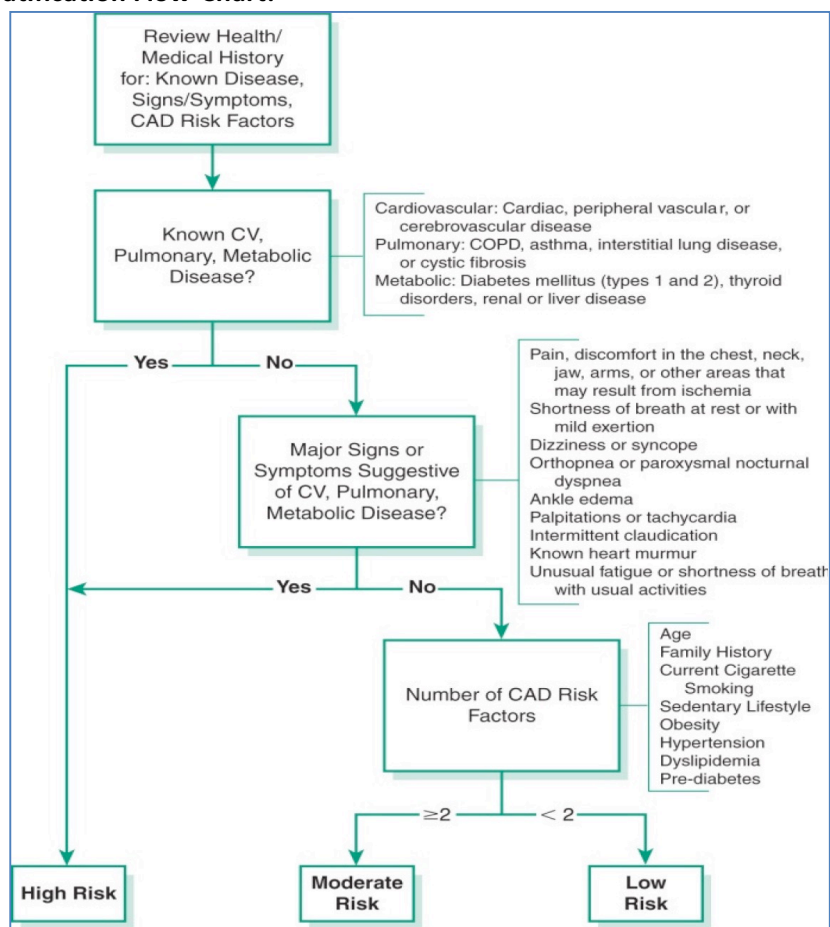 Review Health/
Medical History
for: Known Disease,
Signs/Symptoms,
CAD Risk Factors
Known CV,
Pulmonary, Metabolic
Disease?
Cardiovascular: Cardiac, peripheral vascular, or
cerebrovascular disease
Pulmonary: COPD, asthma, interstitial lung disease,
or cystic fibrosis
Metabolic: Diabetes mellitus (types 1 and 2), thyroid
disorders, renal or liver disease
Yes
No
Major Signs or
Symptoms Suggestive
of CV, Pulmonary,
Metabolic Disease?
Pain, discomfort in the chest, neck,
jaw, arms, or other areas that
may result from ischemia
Shortness of breath at rest or with
mild exertion
Dizziness or syncope
Orthopnea or paroxysmal nocturnal
dyspnea
Ankle edema
Palpitations or tachycardia
Intermittent claudication
Known heart murmur
Unusual fatigue or shortness of breath
with usual activities
Yes
No
Number of CAD Risk
Factors
Age
Family History
Current Cigarette
Smoking
Sedentary Lifestyle
Obesity
Hypertension
Dyslipidemia
Pre-diabetes
≥2
< 2
High Risk
Moderate
Risk
Low
Risk